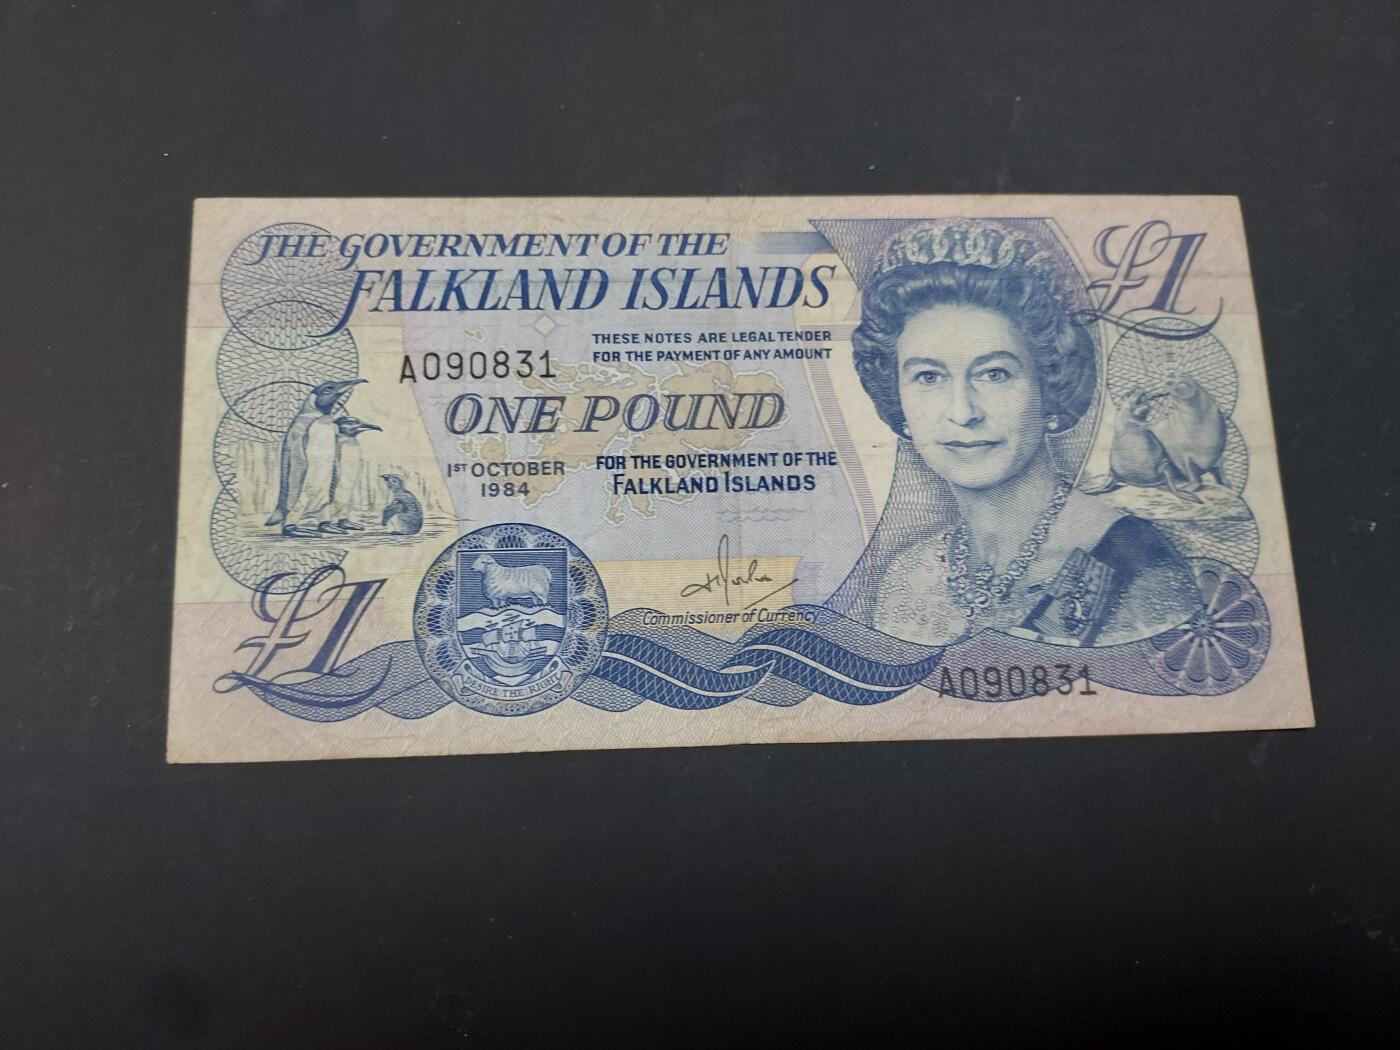 THE GOVERNMENT OF THE
FALKLAND ISLANDS
£1
THESE NOTES ARE LEGAL TENDER
FOR THE PAYMENT OF ANY AMOUNT
A090831
ONE POUND
1ST OCTOBER
1984
FOR THE GOVERNMENT OF THE
FALKLAND ISLANDS
£1
Commissioner of Currency
DESIRE THE RIGHT
A090831